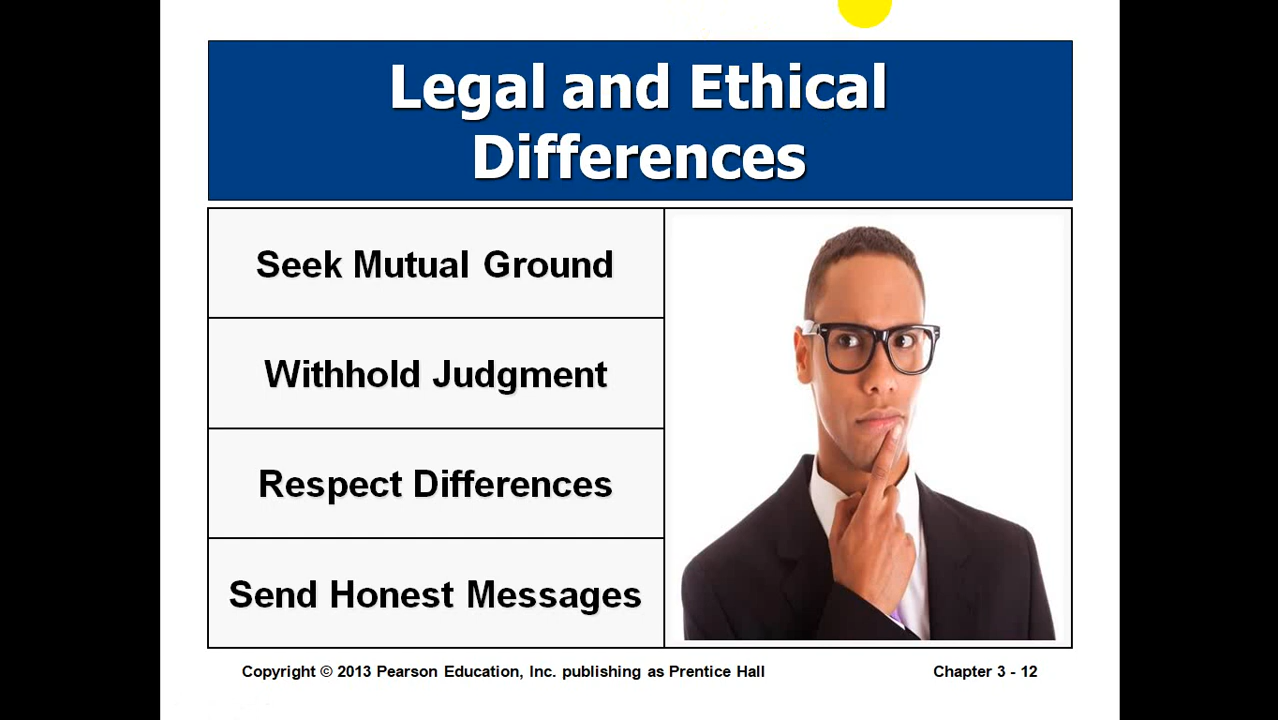 Legal and Ethical
Differences
Seek Mutual Ground
Withhold Judgment
Respect Differences
Send Honest Messages
Copyright © 2013 Pearson Education, Inc. publishing as Prentice Hall
Chapter 3 - 12